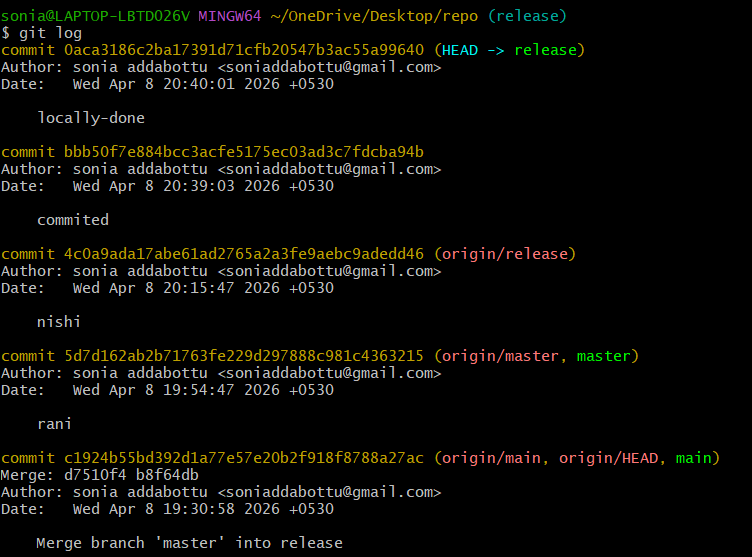 sonia@LAPTOP-LBTDO26V MINGW64 ~/OneDrive/Desktop/repo (release)
$ git log
commit 0aca3186c2ba17391d71cfb20547b3ac55a99640 (HEAD -> release)
Author: sonia addabottu <soniaddabottu@gmail.com>
Date:   Wed Apr 8 20:40:01 2026 +0530

    locally-done

commit bbb50f7e884bcc3acfe5175ec03ad3c7fdcba94b
Author: sonia addabottu <soniaddabottu@gmail.com>
Date:   Wed Apr 8 20:39:03 2026 +0530

    commited

commit 4c0a9ada17abe61ad2765a2a3fe9aebc9adedd46 (origin/release)
Author: sonia addabottu <soniaddabottu@gmail.com>
Date:   Wed Apr 8 20:15:47 2026 +0530

    nishi

commit 5d7d162ab2b71763fe229d297888c981c4363215 (origin/master, master)
Author: sonia addabottu <soniaddabottu@gmail.com>
Date:   Wed Apr 8 19:54:47 2026 +0530

    rani

commit c1924b55bd392d1a77e57e20b2f918f8788a27ac (origin/main, origin/HEAD, main)
Merge: d7510f4 b8f64db
Author: sonia addabottu <soniaddabottu@gmail.com>
Date:   Wed Apr 8 19:30:58 2026 +0530

    Merge branch 'master' into release